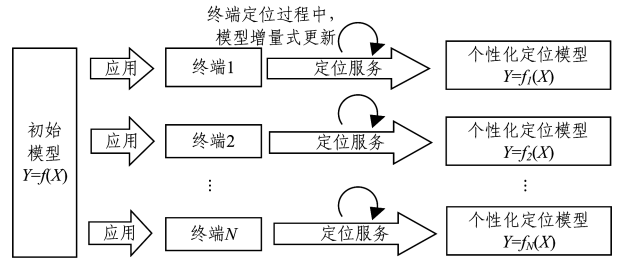 终端定位过程中，
模型增量式更新
初始
模型
Y=f(X)
应用
终端1
定位服务
个性化定位模型
Y=f₁(X)
应用
终端2
定位服务
个性化定位模型
Y=f₂(X)
⋮
⋮
应用
终端N
定位服务
个性化定位模型
Y=f_N(X)